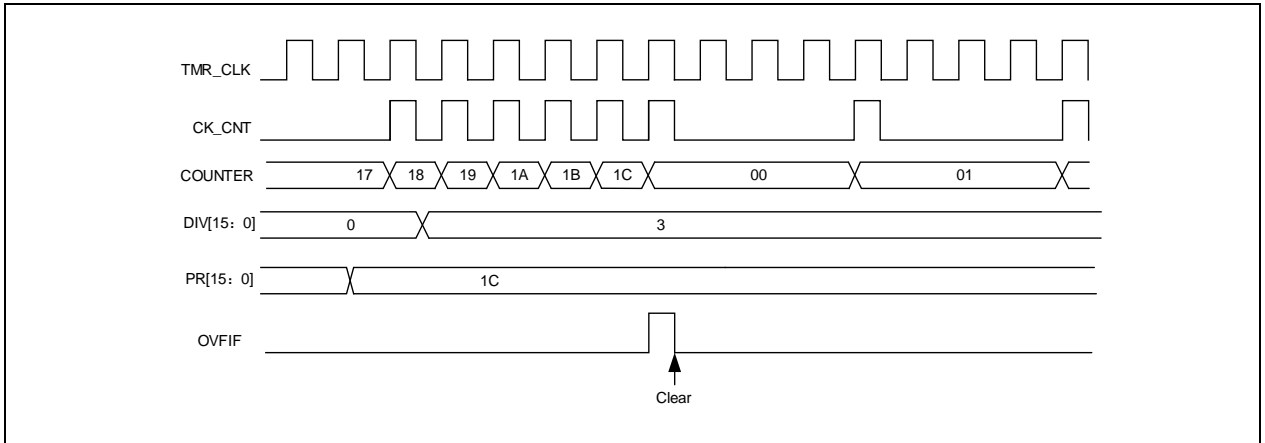 TMR_CLK
CK_CNT
COUNTER 17 18 19 1A 1B 1C 00 01
DIV[15：0] 0 3
PR[15：0] 1C
OVFIF
Clear